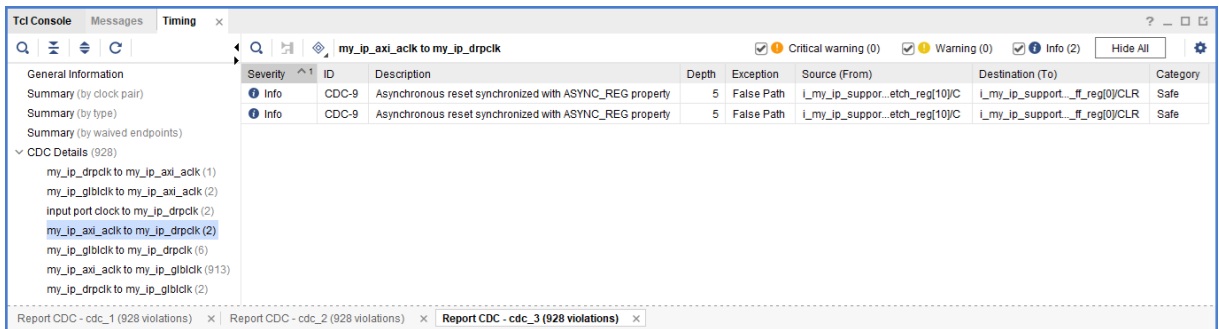 Tcl Console Messages Timing ×
? _ □
my_ip_axi_aclk to my_ip_drpclk Critical warning (0) Warning (0) Info (2) Hide All
General Information
Summary (by clock pair)
Summary (by type)
Summary (by waived endpoints)
CDC Details (928)
my_ip_drpclk to my_ip_axi_aclk (1)
my_ip_glblclk to my_ip_axi_aclk (2)
input port clock to my_ip_drpclk (2)
my_ip_axi_aclk to my_ip_drpclk (2)
my_ip_glblclk to my_ip_drpclk (6)
my_ip_axi_aclk to my_ip_glblclk (913)
my_ip_drpclk to my_ip_glblclk (2)
Severity ^1 ID Description Depth Exception Source (From) Destination (To) Category
Info CDC-9 Asynchronous reset synchronized with ASYNC_REG property 5 False Path i_my_ip_suppor...etch_reg[10]/C i_my_ip_support..._ff_reg[0]/CLR Safe
Info CDC-9 Asynchronous reset synchronized with ASYNC_REG property 5 False Path i_my_ip_suppor...etch_reg[10]/C i_my_ip_support..._ff_reg[0]/CLR Safe
Report CDC - cdc_1 (928 violations) × Report CDC - cdc_2 (928 violations) × Report CDC - cdc_3 (928 violations) ×